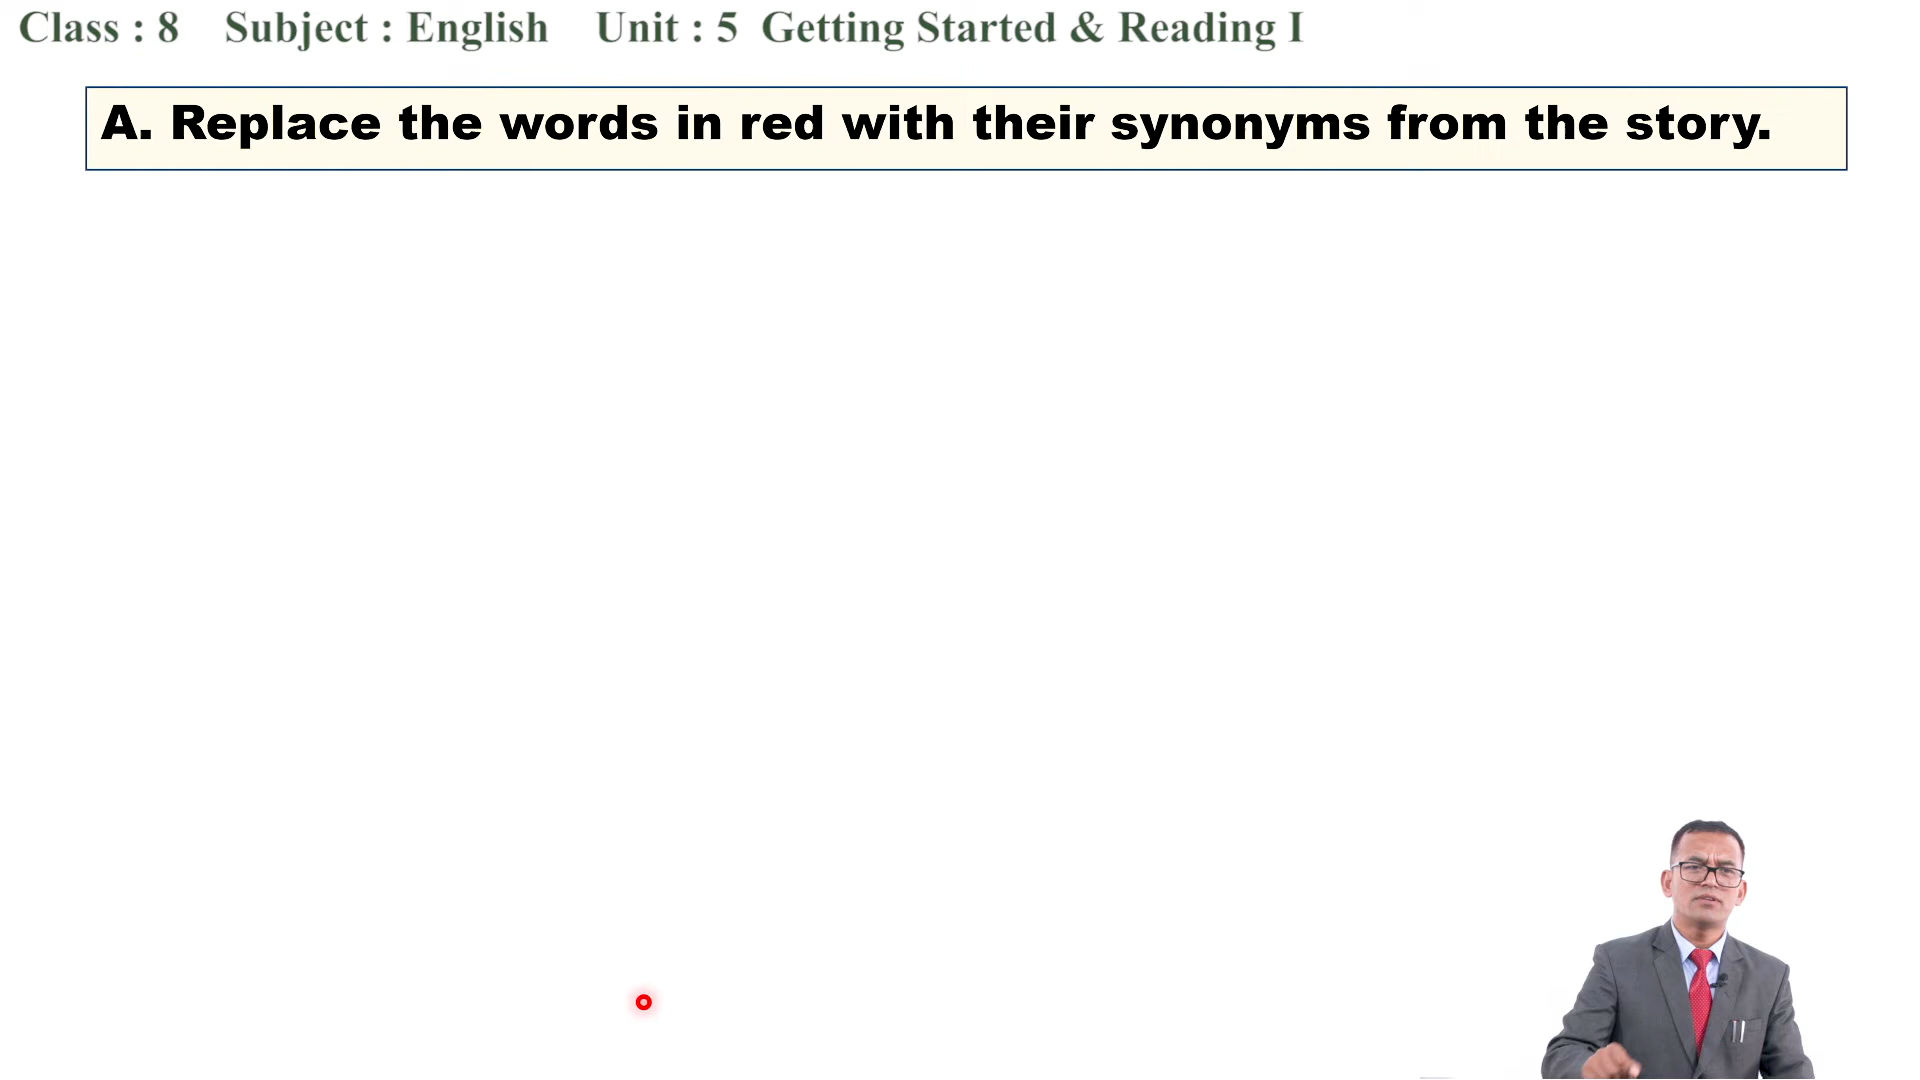 Class : 8 Subject : English Unit : 5 Getting Started & Reading I
A. Replace the words in red with their synonyms from the story.